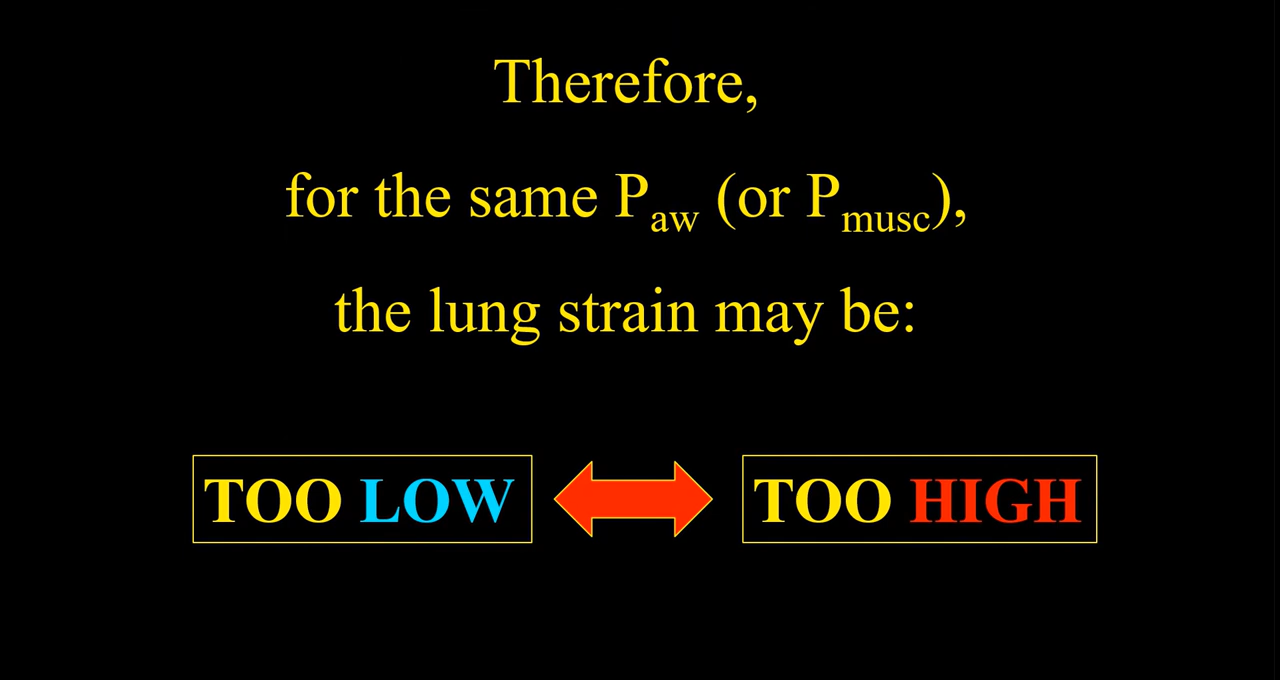 Therefore,
for the same Paw (or Pmusc),
the lung strain may be:
TOO LOW
TOO HIGH